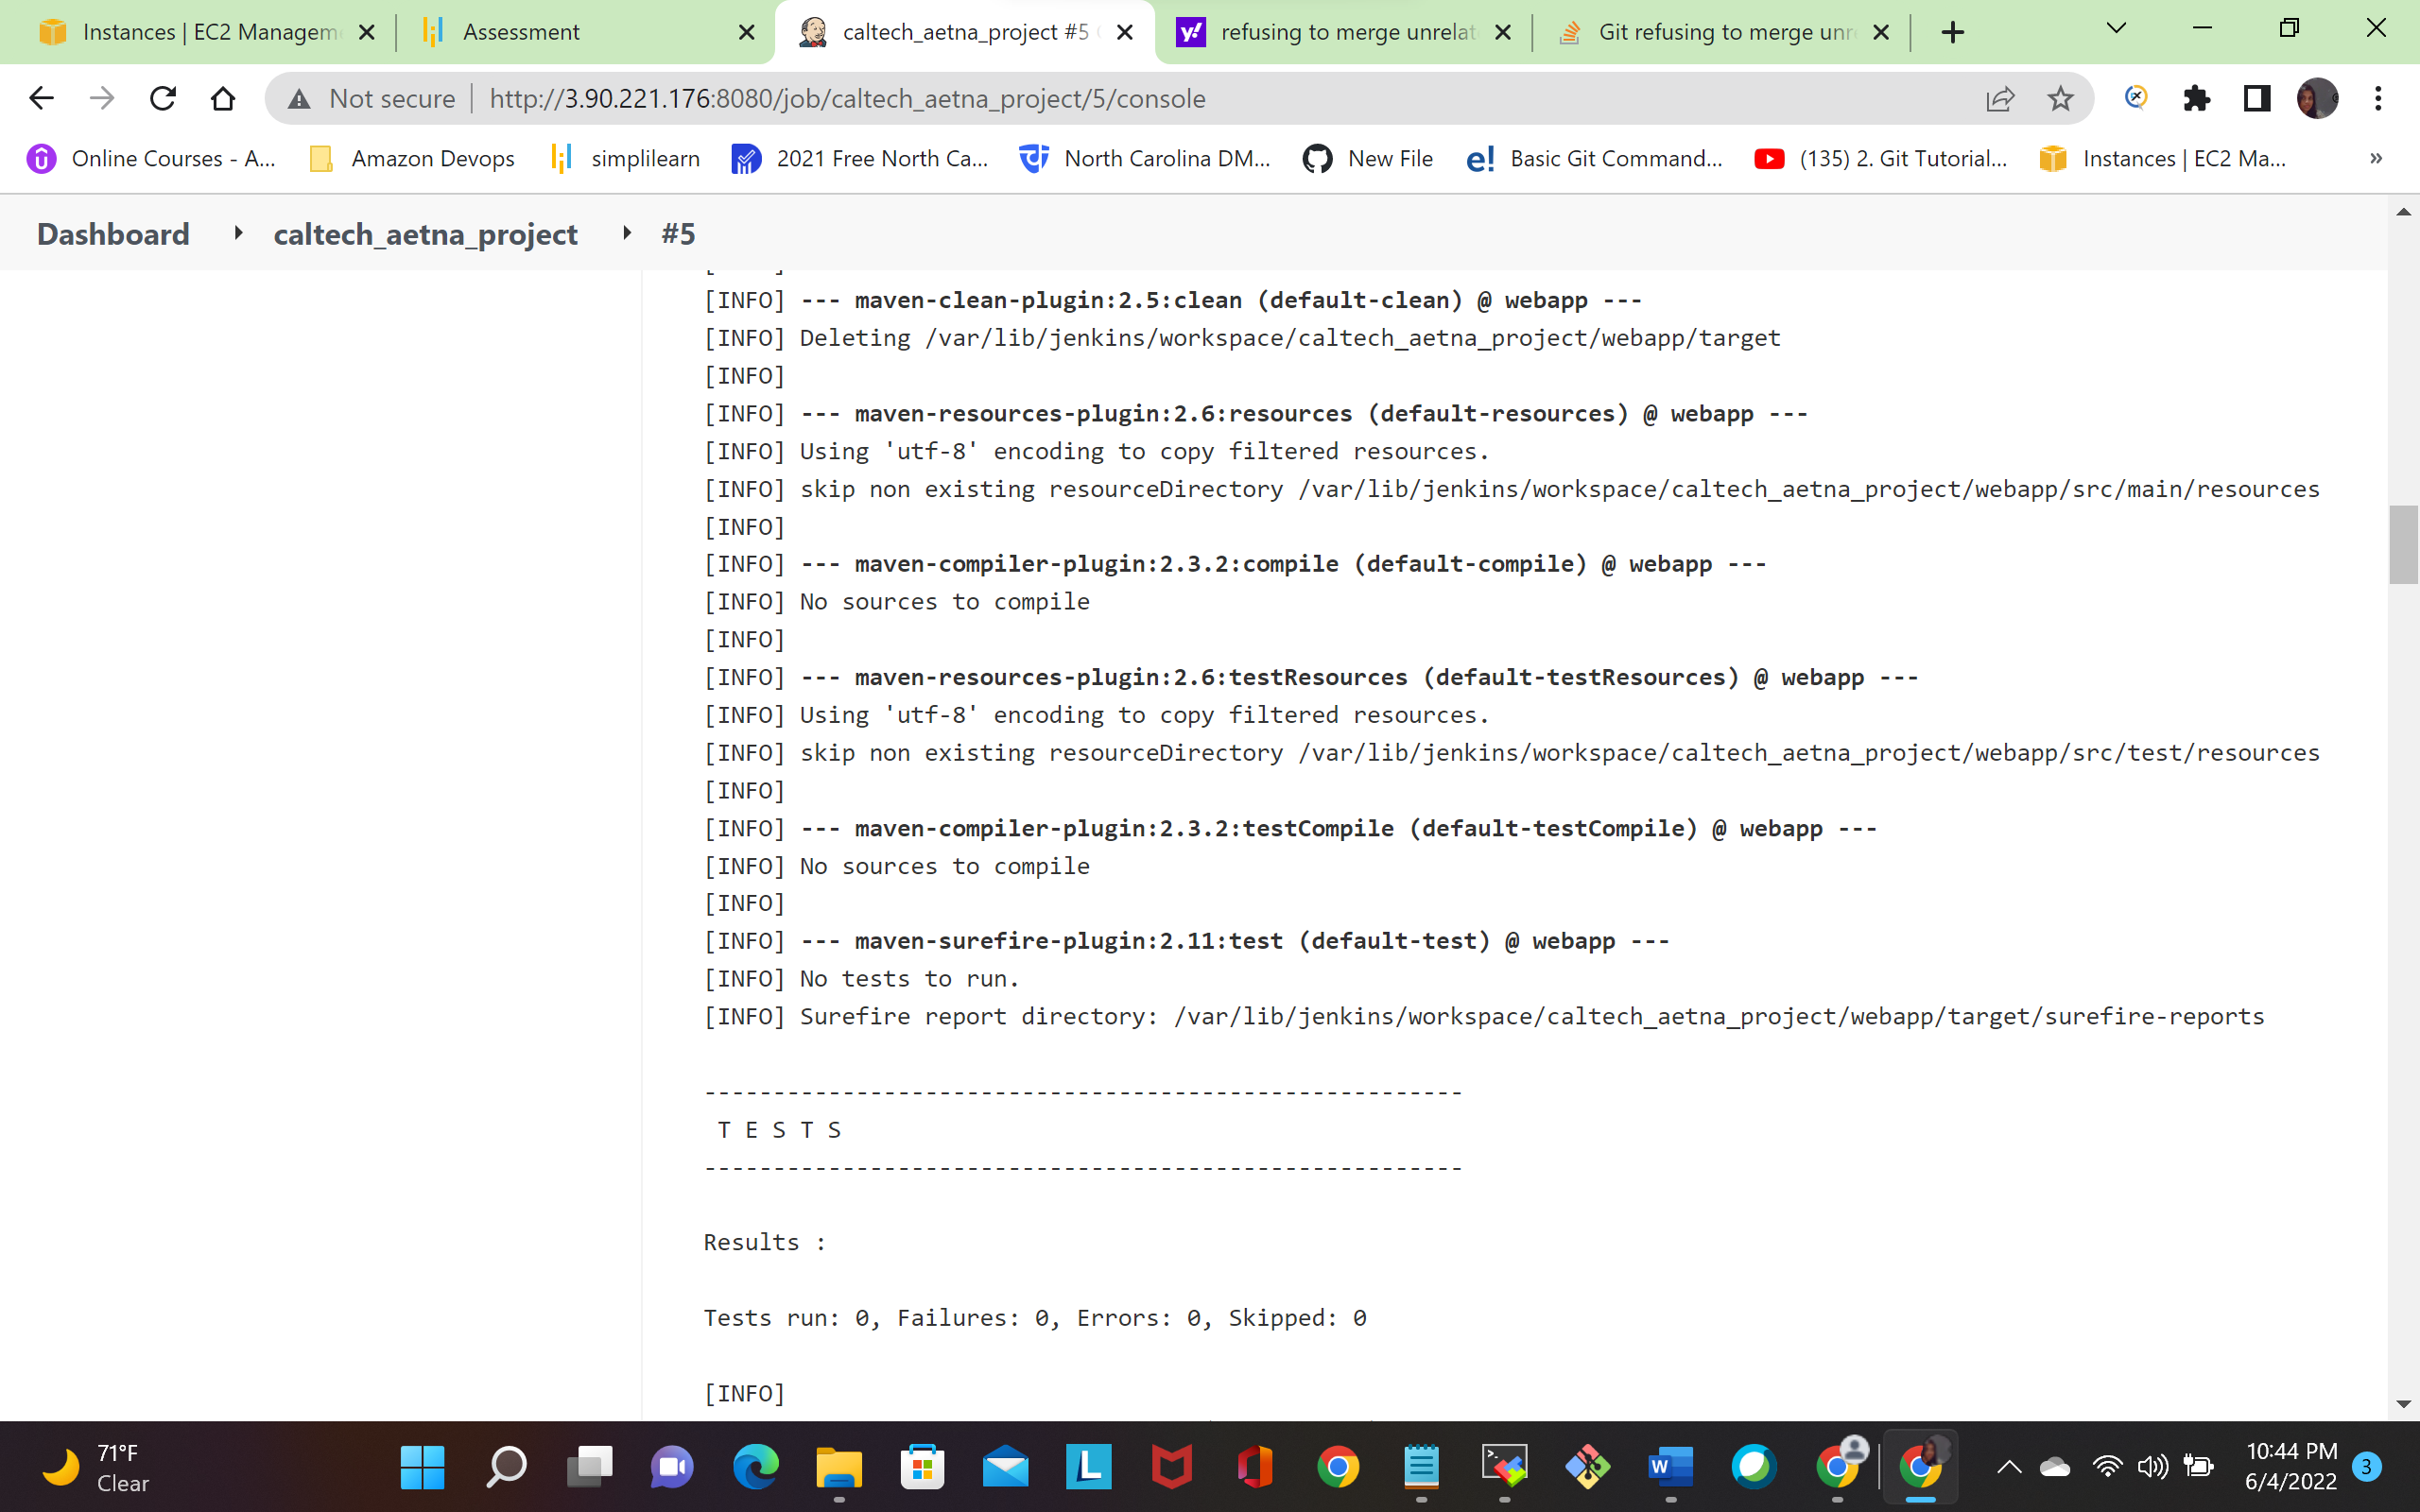 Instances | EC2 Managem
Assessment
caltech_aetna_project #5
refusing to merge unrelat
Git refusing to merge unr
Not secure
http://3.90.221.176:8080/job/caltech_aetna_project/5/console
Online Courses - A...
Amazon Devops
simplilearn
2021 Free North Ca...
North Carolina DM...
New File
Basic Git Command...
(135) 2. Git Tutorial...
Instances | EC2 Ma...
»
Dashboard
caltech_aetna_project
#5
[INFO] --- maven-clean-plugin:2.5:clean (default-clean) @ webapp ---
[INFO] Deleting /var/lib/jenkins/workspace/caltech_aetna_project/webapp/target
[INFO]
[INFO] --- maven-resources-plugin:2.6:resources (default-resources) @ webapp ---
[INFO] Using 'utf-8' encoding to copy filtered resources.
[INFO] skip non existing resourceDirectory /var/lib/jenkins/workspace/caltech_aetna_project/webapp/src/main/resources
[INFO]
[INFO] --- maven-compiler-plugin:2.3.2:compile (default-compile) @ webapp ---
[INFO] No sources to compile
[INFO]
[INFO] --- maven-resources-plugin:2.6:testResources (default-testResources) @ webapp ---
[INFO] Using 'utf-8' encoding to copy filtered resources.
[INFO] skip non existing resourceDirectory /var/lib/jenkins/workspace/caltech_aetna_project/webapp/src/test/resources
[INFO]
[INFO] --- maven-compiler-plugin:2.3.2:testCompile (default-testCompile) @ webapp ---
[INFO] No sources to compile
[INFO]
[INFO] --- maven-surefire-plugin:2.11:test (default-test) @ webapp ---
[INFO] No tests to run.
[INFO] Surefire report directory: /var/lib/jenkins/workspace/caltech_aetna_project/webapp/target/surefire-reports
-------------------------------------------------------
T E S T S
-------------------------------------------------------
Results :
Tests run: 0, Failures: 0, Errors: 0, Skipped: 0
[INFO]
71°F
Clear
10:44 PM
6/4/2022
3